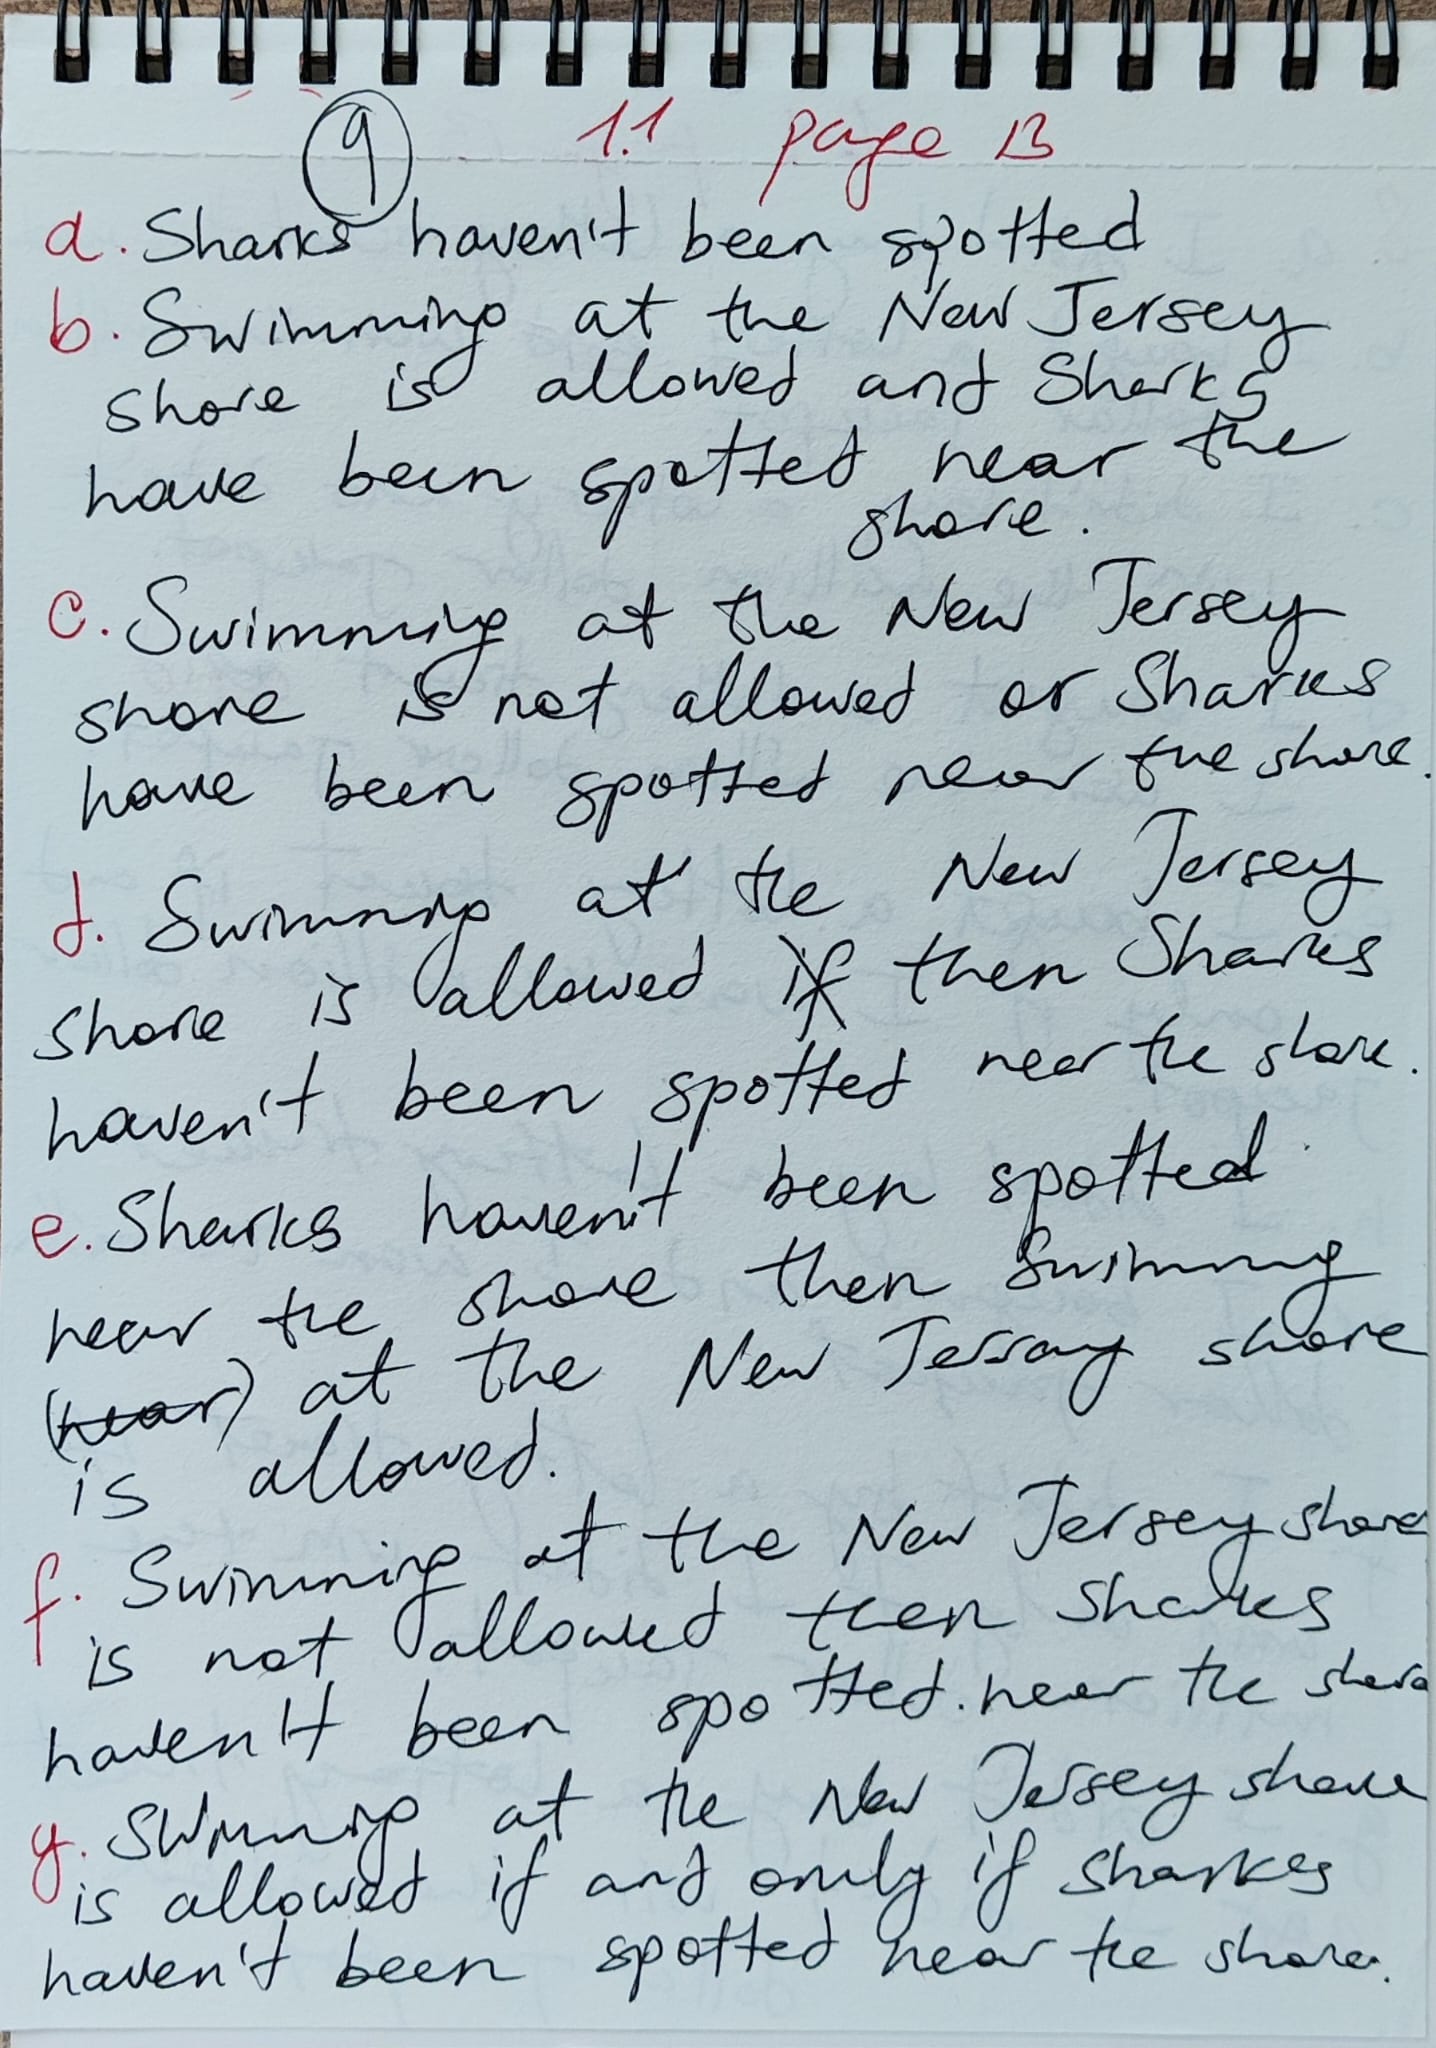 9 1.1 page 13
a. Sharks haven't been spotted
b. Swimming at the New Jersey
shore is allowed and Sharks
have been spotted near the
shore.
c. Swimming at the New Jersey
shore is not allowed or Sharks
have been spotted near the shore.
d. Swimming at the New Jersey
shore is allowed if then Sharks
haven't been spotted near the shore.
e. Sharks haven't been spotted
near the shore then Swimming
(near) at the New Jersay shore
is allowed.
f. Swimming at the New Jersey shore
is not allowed then Sharks
haven't been spotted. near the shore
g. Swimming at the New Jersey shore
is allowed if and only if sharkes
haven't been spotted near the shore.